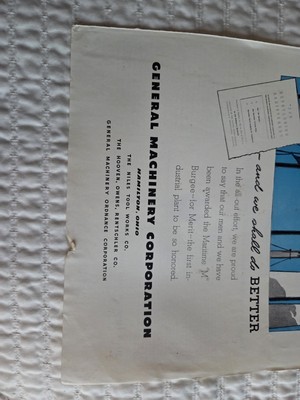 — and we shall do BETTER
In the all-out effort, we are proud
to say that our men and we have
been awarded the Maritime "M"
Burgee—for Merit—the first in-
dustrial plant to be so honored.
GENERAL MACHINERY CORPORATION
HAMILTON, OHIO
THE NILES TOOL WORKS CO.
THE HOOVEN, OWENS, RENTSCHLER CO.
GENERAL MACHINERY ORDNANCE CORPORATION